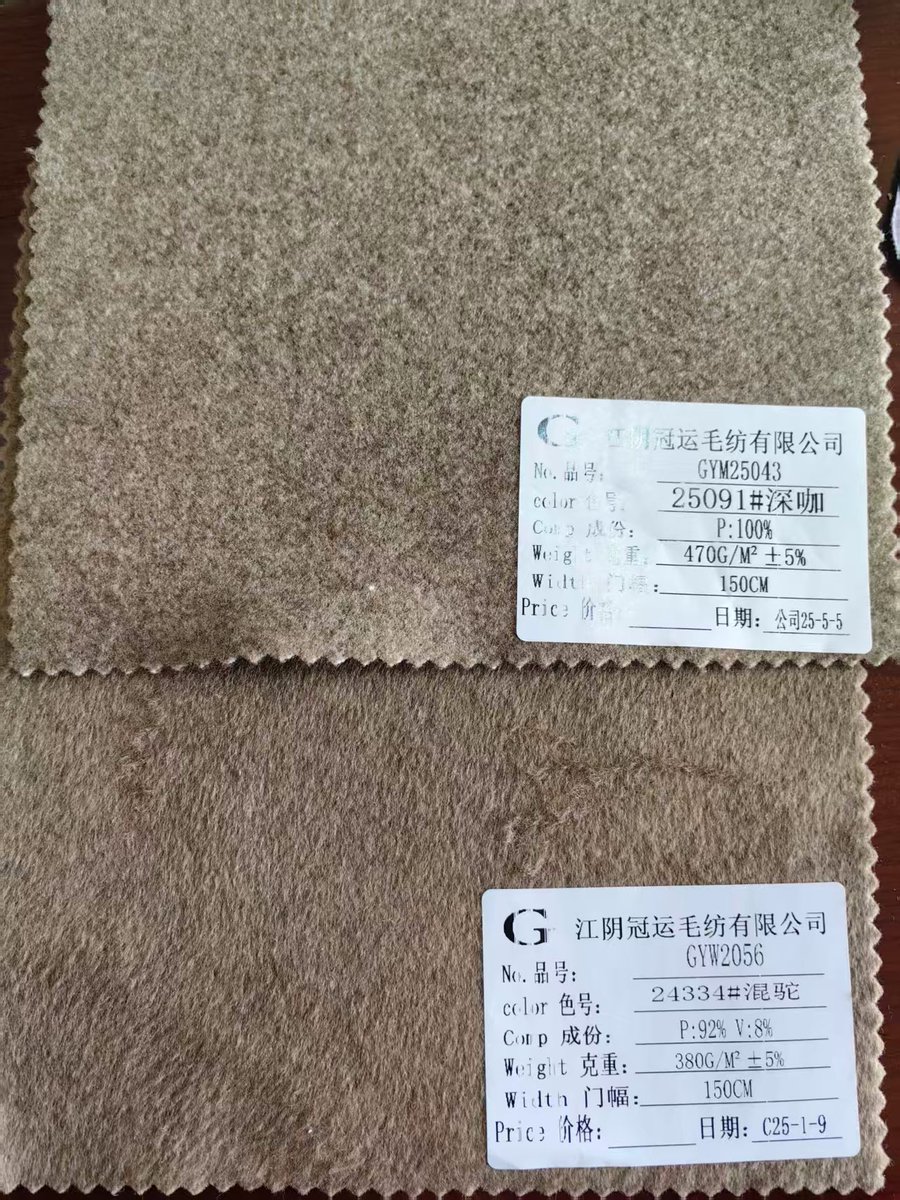 G 江阴冠运毛纺有限公司
No.品号: GYM25043
color 色号: 25091#深咖
Comp 成份: P:100%
Weight 克重: 470G/M²±5%
Width 门幅: 150CM
Price 价格: 日期: 公司25-5-5
G 江阴冠运毛纺有限公司
No.品号: GYW2056
color 色号: 24334#混驼
Comp 成份: P:92% V:8%
Weight 克重: 380G/M²±5%
Width 门幅: 150CM
Price 价格: 日期: C25-1-9